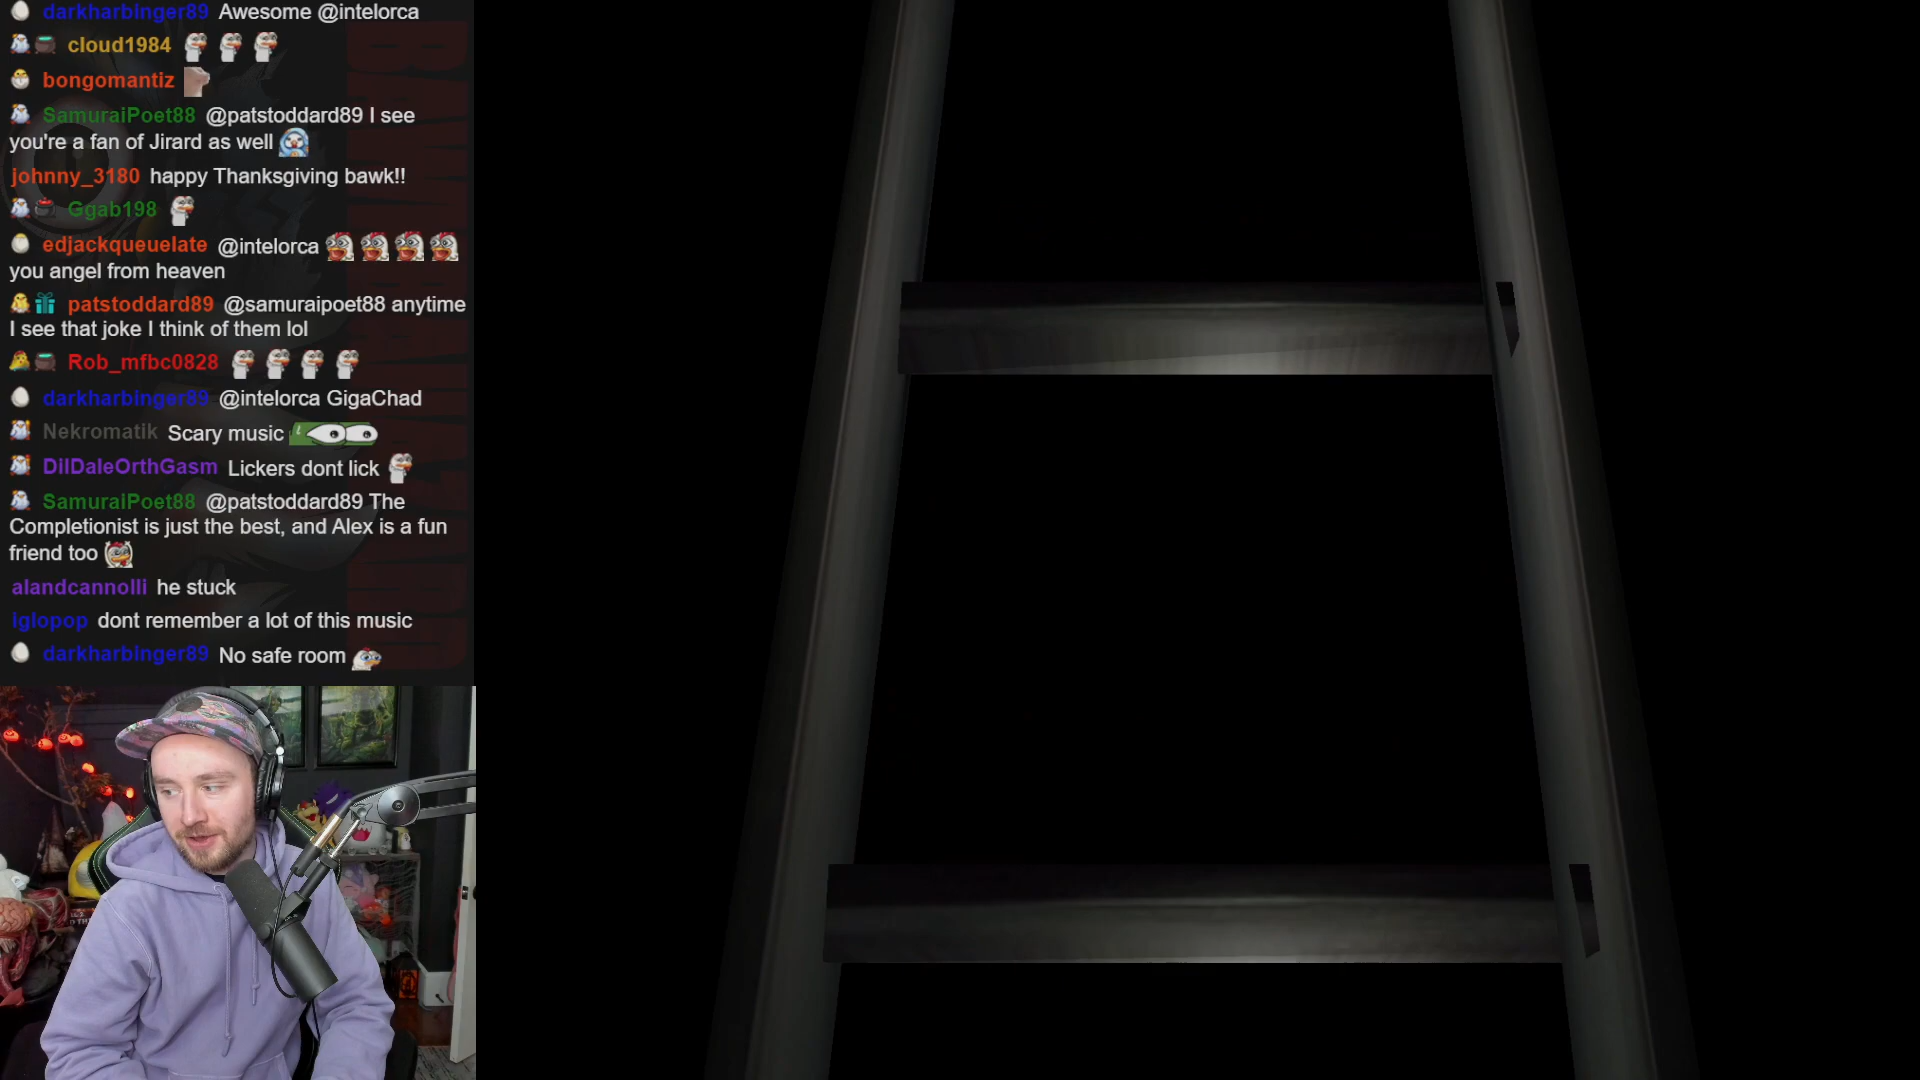 darkharbinger89 Awesome @intelorca
cloud1984
bongomantiz
SamuraiPoet88 @patstoddard89 I see
you're a fan of Jirard as well
johnny_3180 happy Thanksgiving bawk!!
Ggab198
edjackqueuelate @intelorca
you angel from heaven
patstoddard89 @samuraipoet88 anytime
I see that joke I think of them lol
Rob_mfbc0828
darkharbinger89 @intelorca GigaChad
Nekromatik Scary music
DilDaleOrthGasm Lickers dont lick
SamuraiPoet88 @patstoddard89 The
Completionist is just the best, and Alex is a fun
friend too
alandcannolli he stuck
iglopop dont remember a lot of this music
darkharbinger89 No safe room